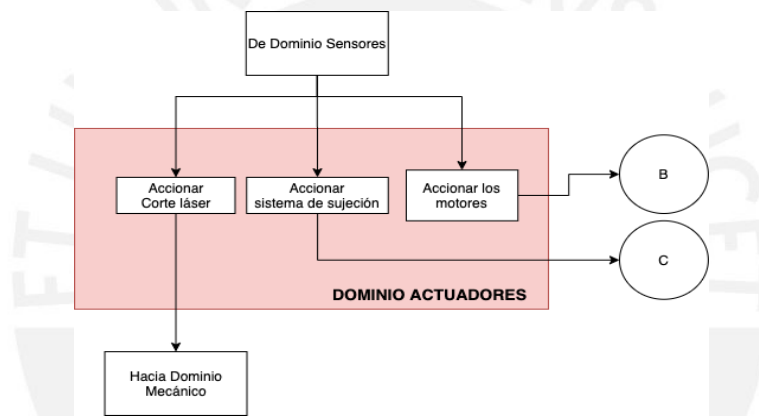 De Dominio Sensores
Accionar
Corte láser
Accionar
sistema de sujeción
Accionar los
motores
B
C
DOMINIO ACTUADORES
Hacia Dominio
Mecánico